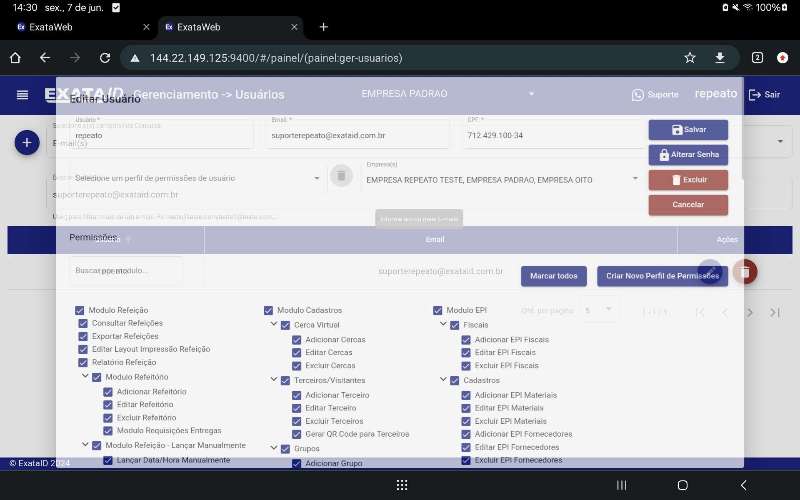 14:30 sex., 7 de jun.
100%
ExataWeb
ExataWeb
144.22.149.125:9400/#/painel/(painel:ger-usuarios)
2
EXATAID
Gerenciamento -> Usuários
EMPRESA PADRAO
Suporte
repeato
Sair
Editar Usuário
Usuário *
repeato
Email *
suporterepeato@exataid.com.br
CPF *
712.429.100-34
E-mail(s)
Salvar
Alterar Senha
Excluir
Cancelar
Selecione um perfil de permissões de usuário
Empresa(s)
EMPRESA REPEATO TESTE, EMPRESA PADRAO, EMPRESA OITO
suporterepeato@exataid.com.br
Permissões
Email
Ações
Buscar por modulo...
suporterepeato@exataid.com.br
Marcar todos
Criar Novo Perfil de Permissões
Qtd. por página
5
1 - 1 / 1
Modulo Refeição
Consultar Refeições
Exportar Refeições
Editar Layout Impressão Refeição
Relatório Refeição
Modulo Refeitório
Adicionar Refeitório
Editar Refeitório
Excluir Refeitório
Modulo Requisições Entregas
Modulo Refeição - Lançar Manualmente
Lançar Data/Hora Manualmente
Modulo Cadastros
Cerca Virtual
Adicionar Cercas
Editar Cercas
Excluir Cercas
Terceiros/Visitantes
Adicionar Terceiro
Editar Terceiro
Excluir Terceiros
Gerar QR Code para Terceiros
Grupos
Adicionar Grupo
Modulo EPI
Fiscais
Adicionar EPI Fiscais
Editar EPI Fiscais
Excluir EPI Fiscais
Cadastros
Adicionar EPI Materiais
Editar EPI Materiais
Excluir EPI Materiais
Adicionar EPI Fornecedores
Editar EPI Fornecedores
Excluir EPI Fornecedores
© ExataID 2024